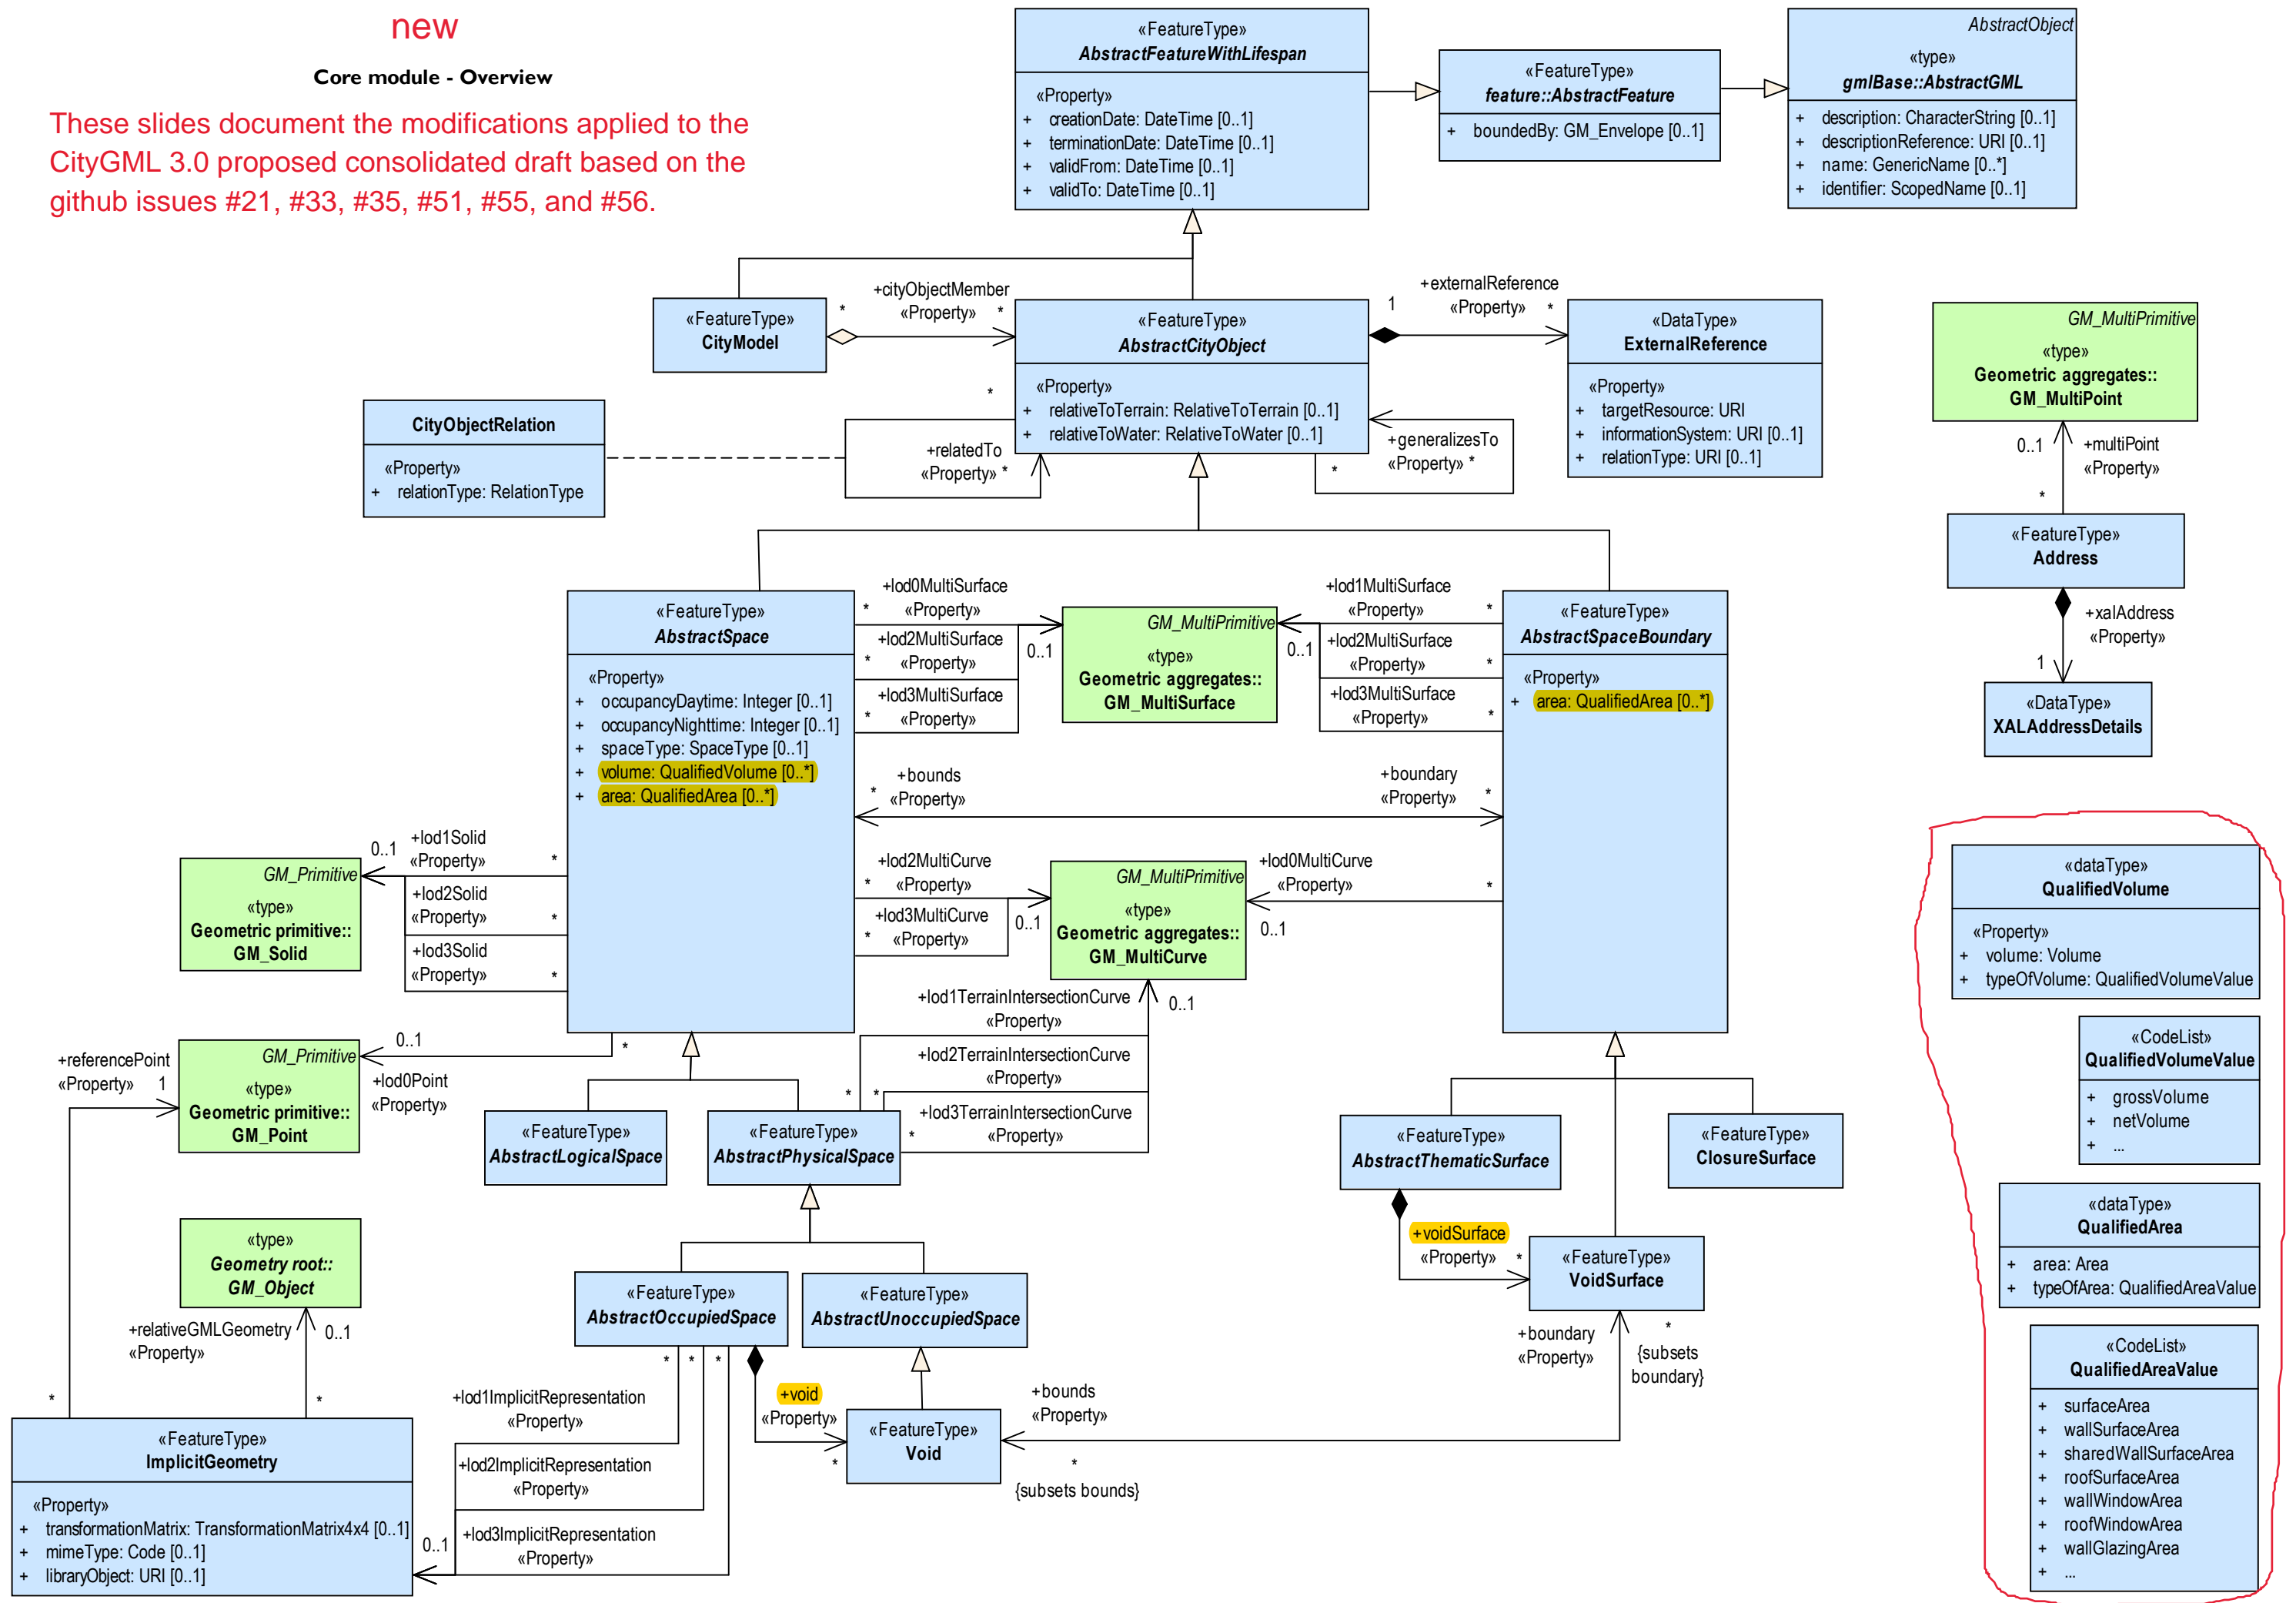 new
Core module - Overview
These slides document the modifications applied to the
CityGML 3.0 proposed consolidated draft based on the
github issues #21, #33, #35, #51, #55, and #56.
«FeatureType»
AbstractFeatureWithLifespan
«Property»
+ creationDate: DateTime [0..1]
+ terminationDate: DateTime [0..1]
+ validFrom: DateTime [0..1]
+ validTo: DateTime [0..1]
«FeatureType»
feature::AbstractFeature
+ boundedBy: GM_Envelope [0..1]
AbstractObject
«type»
gmlBase::AbstractGML
+ description: CharacterString [0..1]
+ descriptionReference: URI [0..1]
+ name: GenericName [0..*]
+ identifier: ScopedName [0..1]
«FeatureType»
CityModel
+cityObjectMember
* «Property» *
«FeatureType»
AbstractCityObject
«Property»
+ relativeToTerrain: RelativeToTerrain [0..1]
+ relativeToWater: RelativeToWater [0..1]
+externalReference
1 «Property» *
«DataType»
ExternalReference
«Property»
+ targetResource: URI
+ informationSystem: URI [0..1]
+ relationType: URI [0..1]
GM_MultiPrimitive
«type»
Geometric aggregates::
GM_MultiPoint
0..1 +multiPoint
«Property»
*
«FeatureType»
Address
+xalAddress
«Property»
1
«DataType»
XALAddressDetails
CityObjectRelation
«Property»
+ relationType: RelationType
*
+relatedTo
«Property» *
+generalizesTo
«Property» *
*
«FeatureType»
AbstractSpace
«Property»
+ occupancyDaytime: Integer [0..1]
+ occupancyNighttime: Integer [0..1]
+ spaceType: SpaceType [0..1]
+ volume: QualifiedVolume [0..*]
+ area: QualifiedArea [0..*]
+lod0MultiSurface
* «Property»
+lod2MultiSurface
* «Property»
+lod3MultiSurface
* «Property»
0..1
GM_MultiPrimitive
«type»
Geometric aggregates::
GM_MultiSurface
0..1
+lod1MultiSurface
«Property» *
+lod2MultiSurface
«Property» *
+lod3MultiSurface
«Property» *
«FeatureType»
AbstractSpaceBoundary
«Property»
+ area: QualifiedArea [0..*]
+bounds
* «Property»
+boundary
«Property» *
+lod1Solid
0..1 «Property» *
+lod2Solid
«Property» *
+lod3Solid
«Property» *
GM_Primitive
«type»
Geometric primitive::
GM_Solid
+lod2MultiCurve
* «Property»
+lod3MultiCurve
* «Property»
0..1
GM_MultiPrimitive
«type»
Geometric aggregates::
GM_MultiCurve
+lod0MultiCurve
«Property» *
0..1
+lod1TerrainIntersectionCurve
«Property»
0..1
+lod2TerrainIntersectionCurve
«Property»
* *
+lod3TerrainIntersectionCurve
* «Property»
+referencePoint
«Property» 1
GM_Primitive
«type»
Geometric primitive::
GM_Point
0..1
*
+lod0Point
«Property»
«FeatureType»
AbstractLogicalSpace
«FeatureType»
AbstractPhysicalSpace
«FeatureType»
AbstractThematicSurface
«FeatureType»
ClosureSurface
+voidSurface
«Property» *
«FeatureType»
VoidSurface
«type»
Geometry root::
GM_Object
+relativeGMLGeometry
«Property»
0..1
*
*
«FeatureType»
AbstractOccupiedSpace
«FeatureType»
AbstractUnoccupiedSpace
* * *
+boundary
«Property»
*
{subsets
boundary}
+lod1ImplicitRepresentation
«Property»
+lod2ImplicitRepresentation
«Property»
+lod3ImplicitRepresentation
«Property»
0..1
+void
«Property»
*
«FeatureType»
Void
+bounds
«Property»
*
{subsets bounds}
«FeatureType»
ImplicitGeometry
«Property»
+ transformationMatrix: TransformationMatrix4x4 [0..1]
+ mimeType: Code [0..1]
+ libraryObject: URI [0..1]
«dataType»
QualifiedVolume
«Property»
+ volume: Volume
+ typeOfVolume: QualifiedVolumeValue
«CodeList»
QualifiedVolumeValue
+ grossVolume
+ netVolume
+ ...
«dataType»
QualifiedArea
+ area: Area
+ typeOfArea: QualifiedAreaValue
«CodeList»
QualifiedAreaValue
+ surfaceArea
+ wallSurfaceArea
+ sharedWallSurfaceArea
+ roofSurfaceArea
+ wallWindowArea
+ roofWindowArea
+ wallGlazingArea
+ ...